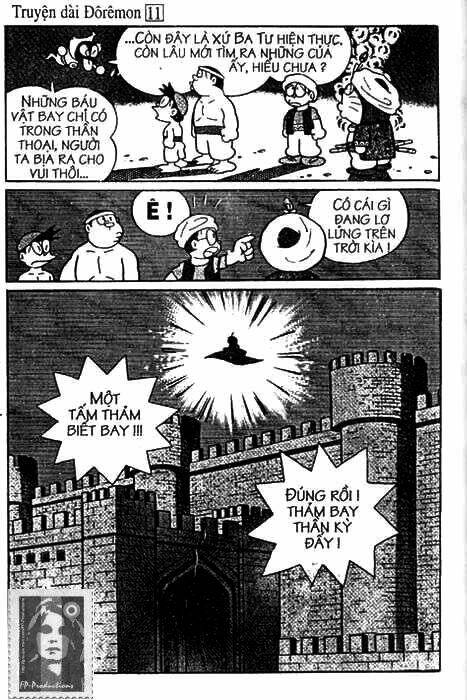 Truyện dài Đôrêmon 11
...CÒN ĐÂY LÀ XỨ BA TƯ HIỆN THỰC,
CÒN LÂU MỚI TÌM RA NHỮNG CỦA
ẤY, HIỂU CHƯA ?
NHỮNG BÁU
VẬT BAY CHỈ CÓ
TRONG THẦN
THOẠI, NGƯỜI
TA BỊA RA CHO
VUI THÔI...
Ê !
CÓ CÁI GÌ
ĐANG LƠ
LỬNG TRÊN
TRỜI KÌA !
MỘT
TẤM THẢM
BIẾT BAY !!!
ĐÚNG RỒI !
THẢM BAY
THẦN KỲ
ĐẤY !
FP-Productions